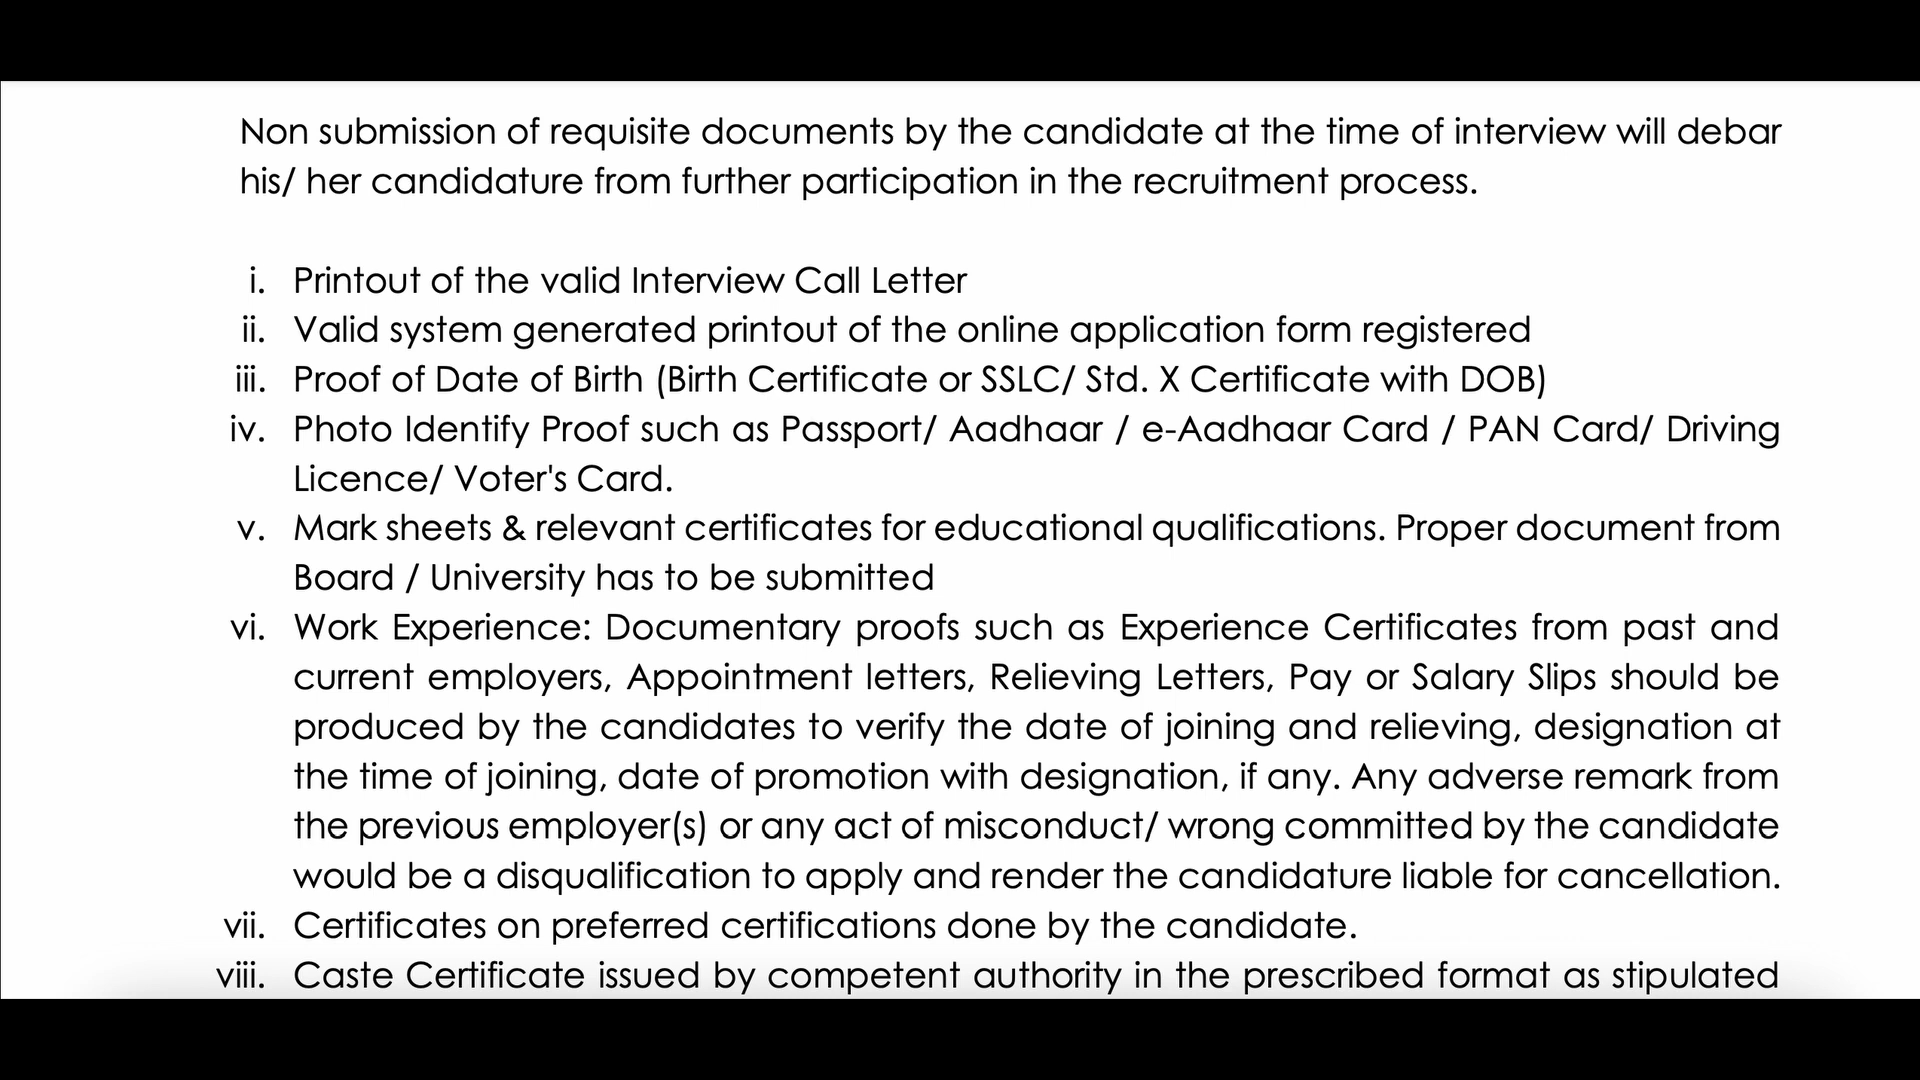 Non submission of requisite documents by the candidate at the time of interview will debar
his/ her candidature from further participation in the recruitment process.
i. Printout of the valid Interview Call Letter
ii. Valid system generated printout of the online application form registered
iii. Proof of Date of Birth (Birth Certificate or SSLC/ Std. X Certificate with DOB)
iv. Photo Identify Proof such as Passport/ Aadhaar / e-Aadhaar Card / PAN Card/ Driving
Licence/ Voter's Card.
v. Mark sheets & relevant certificates for educational qualifications. Proper document from
Board / University has to be submitted
vi. Work Experience: Documentary proofs such as Experience Certificates from past and
current employers, Appointment letters, Relieving Letters, Pay or Salary Slips should be
produced by the candidates to verify the date of joining and relieving, designation at
the time of joining, date of promotion with designation, if any. Any adverse remark from
the previous employer(s) or any act of misconduct/ wrong committed by the candidate
would be a disqualification to apply and render the candidature liable for cancellation.
vii. Certificates on preferred certifications done by the candidate.
viii. Caste Certificate issued by competent authority in the prescribed format as stipulated